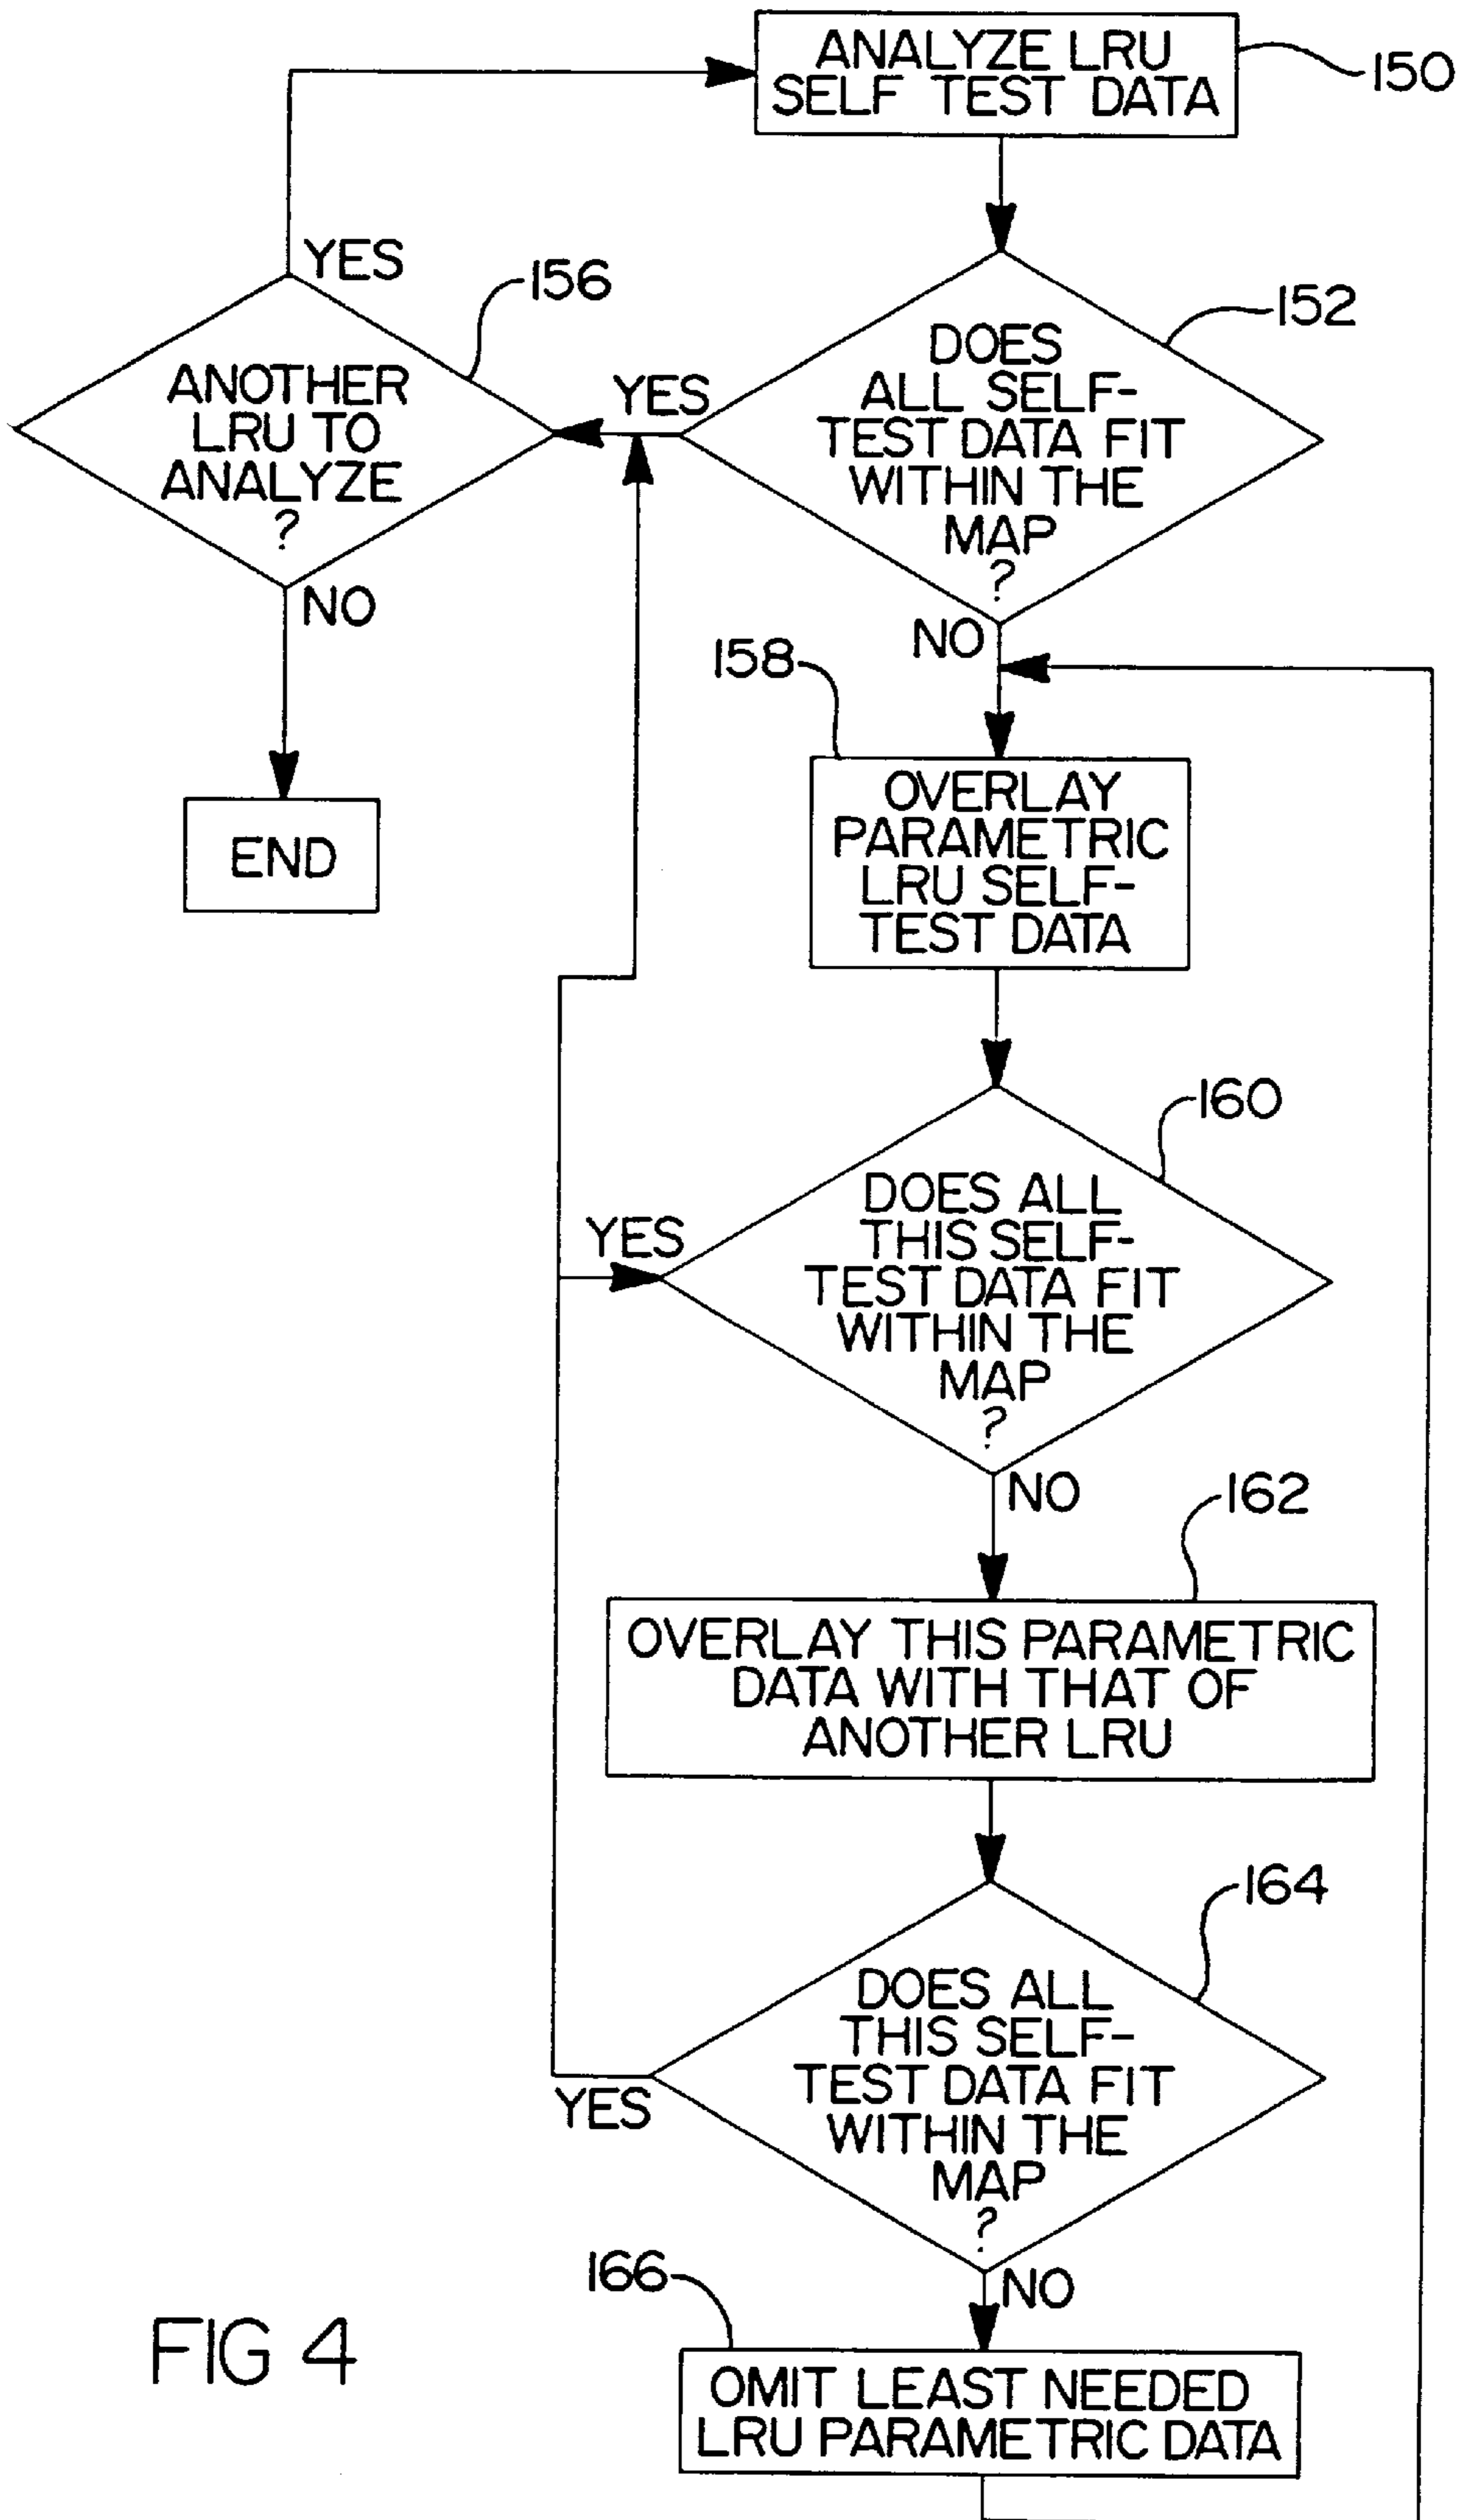 ANALYZE LRU
SELF TEST DATA
150
YES
156
152
ANOTHER
LRU TO
ANALYZE
?
YES
DOES
ALL SELF-
TEST DATA FIT
WITHIN THE
MAP
?
NO
NO
158
END
OVERLAY
PARAMETRIC
LRU SELF-
TEST DATA
160
YES
DOES ALL
THIS SELF-
TEST DATA FIT
WITHIN THE
MAP
?
NO
162
OVERLAY THIS PARAMETRIC
DATA WITH THAT OF
ANOTHER LRU
164
DOES ALL
THIS SELF-
TEST DATA FIT
WITHIN THE
MAP
?
YES
NO
166
OMIT LEAST NEEDED
LRU PARAMETRIC DATA
FIG 4